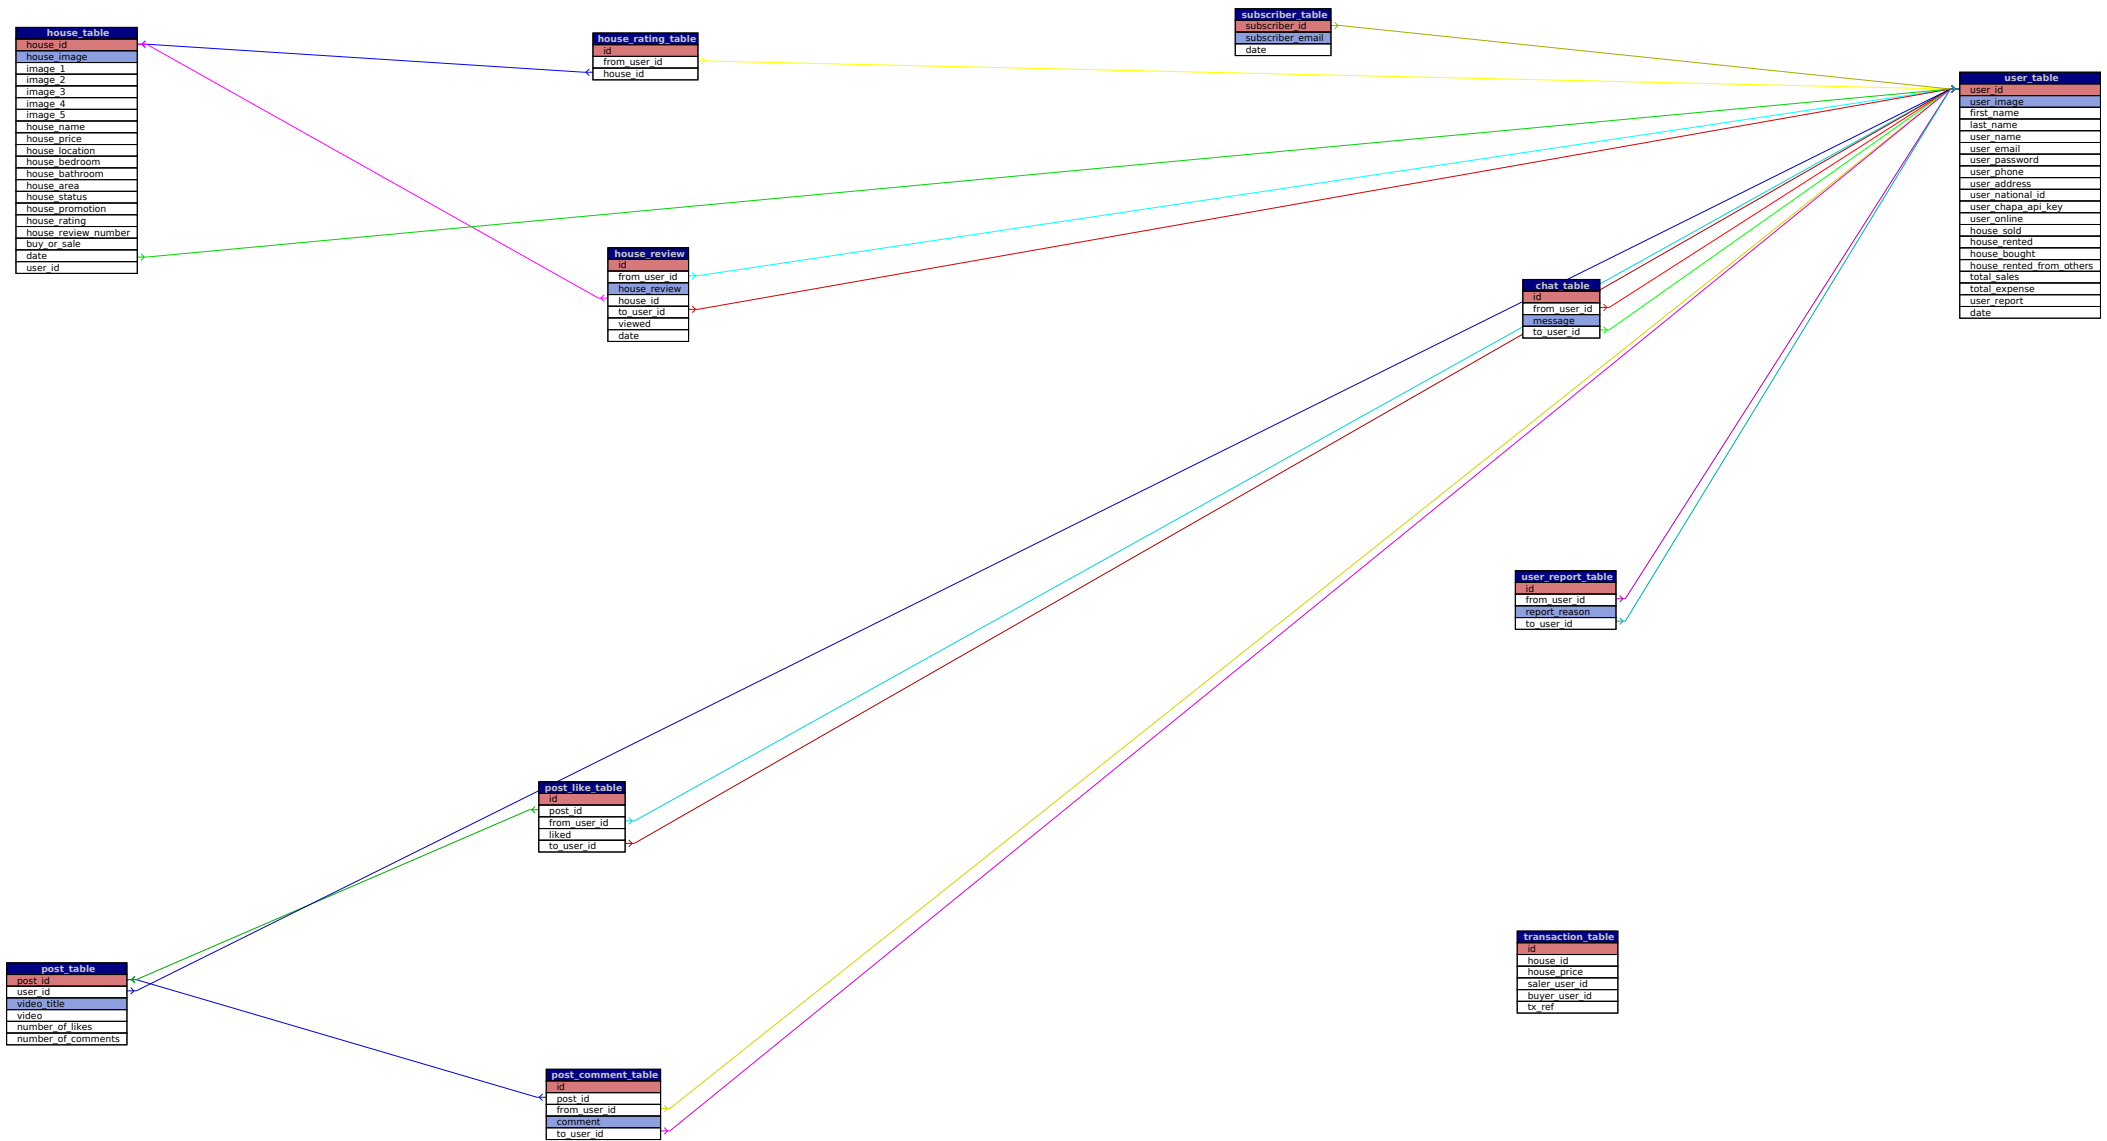 house_table
house_id
house_image
image_1
image_2
image_3
image_4
image_5
house_name
house_price
house_location
house_bedroom
house_bathroom
house_area
house_status
house_promotion
house_rating
house_review_number
buy_or_sale
date
user_id
house_rating_table
id
from_user_id
house_id
subscriber_table
subscriber_id
subscriber_email
date
user_table
user_id
user_image
first_name
last_name
user_name
user_email
user_password
user_phone
user_address
user_national_id
user_chapa_api_key
user_online
house_sold
house_rented
house_bought
house_rented_from_others
total_sales
total_expense
user_report
date
house_review
id
from_user_id
house_review
house_id
to_user_id
viewed
date
chat_table
id
from_user_id
message
to_user_id
user_report_table
id
from_user_id
report_reason
to_user_id
post_like_table
id
post_id
from_user_id
liked
to_user_id
transaction_table
id
house_id
house_price
saler_user_id
buyer_user_id
tx_ref
post_table
post_id
user_id
video_title
video
number_of_likes
number_of_comments
post_comment_table
id
post_id
from_user_id
comment
to_user_id